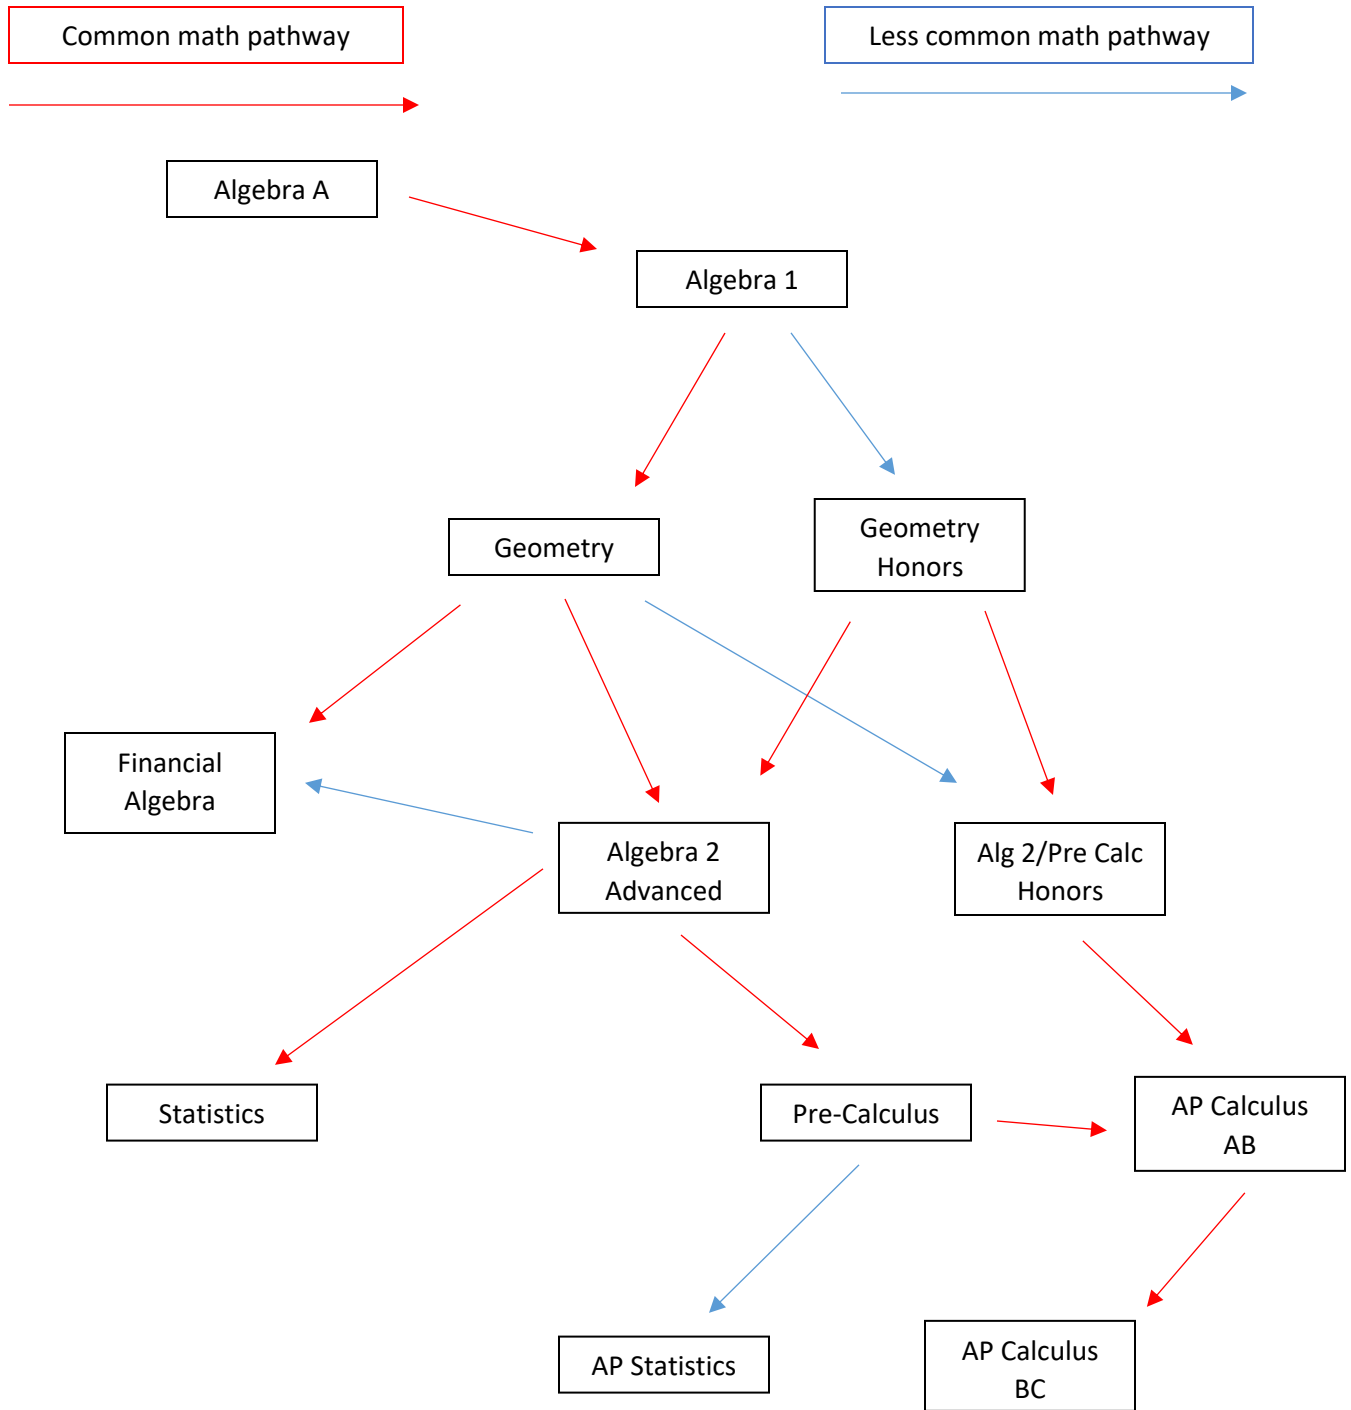 Common math pathway
Less common math pathway
Algebra A
Algebra 1
Geometry
Geometry
Honors
Financial
Algebra
Algebra 2
Advanced
Alg 2/Pre Calc
Honors
Statistics
Pre-Calculus
AP Calculus
AB
AP Statistics
AP Calculus
BC